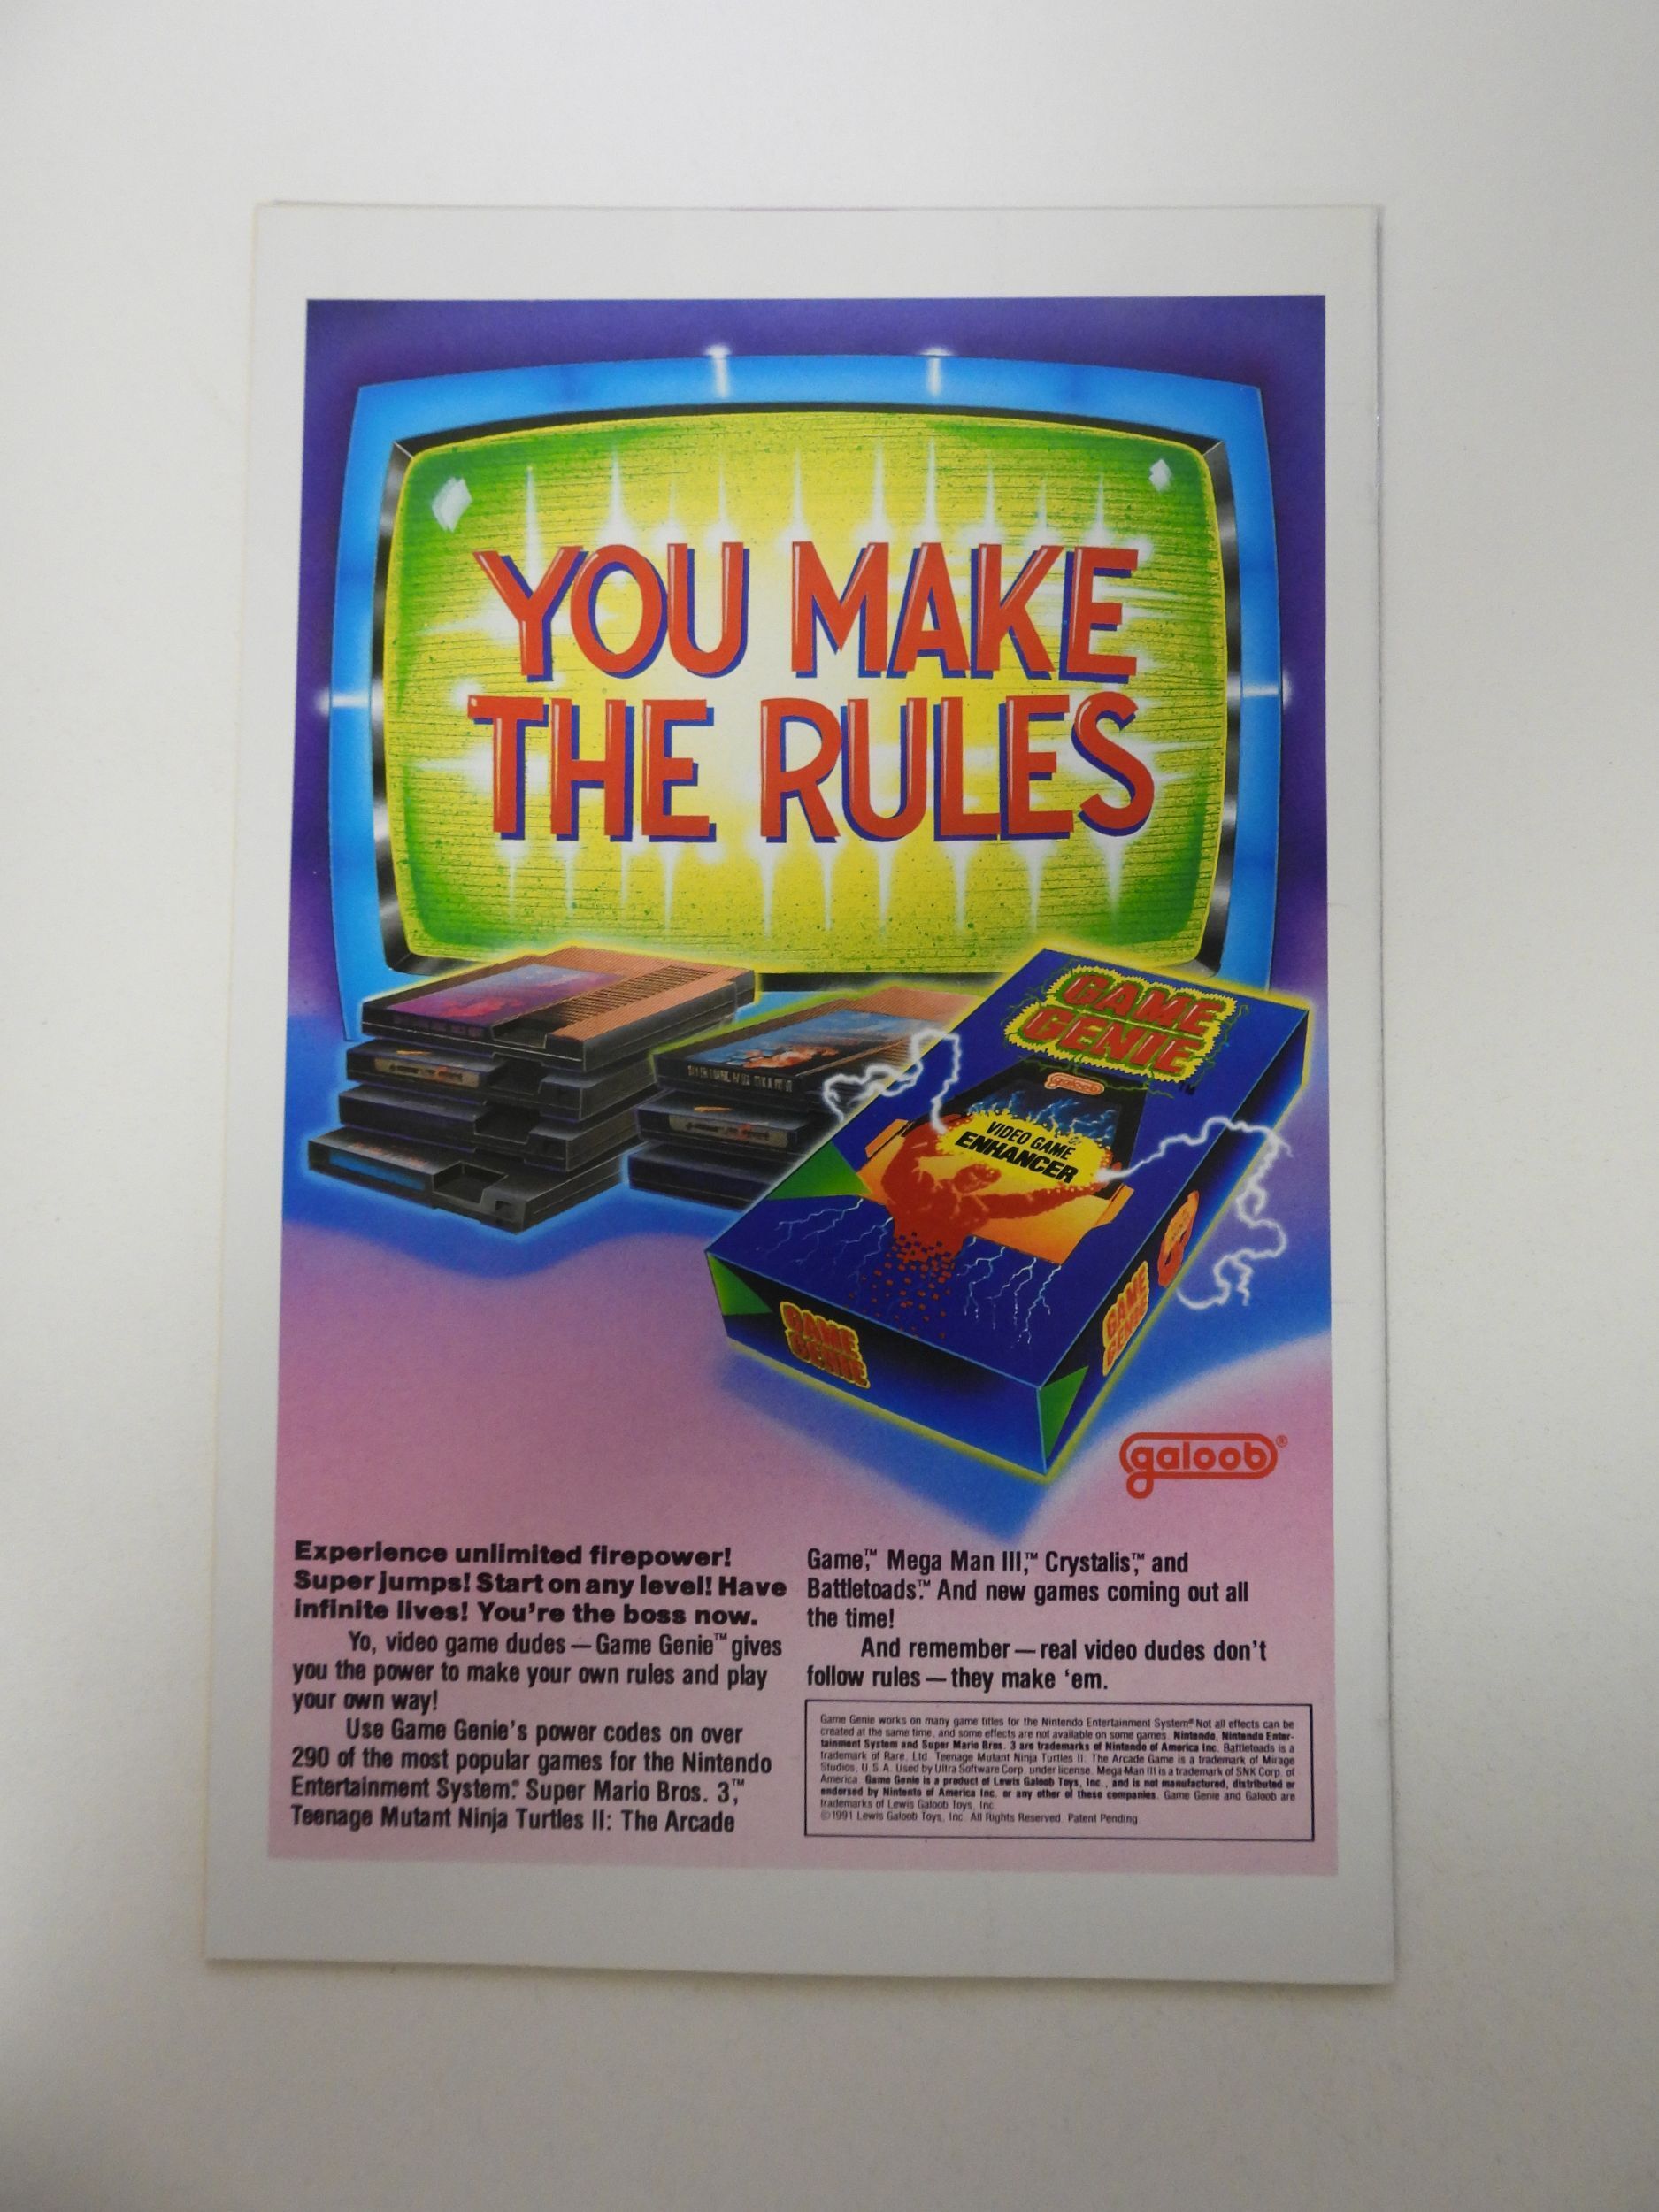 YOU MAKE
THE RULES
GAME
GENIE
TM
galoob
VIDEO GAME
ENHANCER
GAME
GENIE
GAME
GENIE
galoob®
Experience unlimited firepower!
Super jumps! Start on any level! Have
infinite lives! You're the boss now.
Yo, video game dudes — Game Genie™ gives
you the power to make your own rules and play
your own way!
Use Game Genie's power codes on over
290 of the most popular games for the Nintendo
Entertainment System.® Super Mario Bros. 3,™
Teenage Mutant Ninja Turtles II: The Arcade
Game,™ Mega Man III,™ Crystalis,™ and
Battletoads.™ And new games coming out all
the time!
And remember — real video dudes don't
follow rules — they make 'em.
Game Genie works on many game titles for the Nintendo Entertainment System® Not all effects can be
created at the same time, and some effects are not available on some games. Nintendo, Nintendo Enter-
tainment System and Super Mario Bros. 3 are trademarks of Nintendo of America Inc. Battletoads is a
trademark of Rare, Ltd. Teenage Mutant Ninja Turtles II: The Arcade Game is a trademark of Mirage
Studios, U.S.A. Used by Ultra Software Corp. under license. Mega Man III is a trademark of SNK Corp. of
America. Game Genie is a product of Lewis Galoob Toys, Inc., and is not manufactured, distributed or
endorsed by Nintento of America Inc. or any other of these companies. Game Genie and Galoob are
trademarks of Lewis Galoob Toys, Inc.
©1991 Lewis Galoob Toys, Inc. All Rights Reserved. Patent Pending